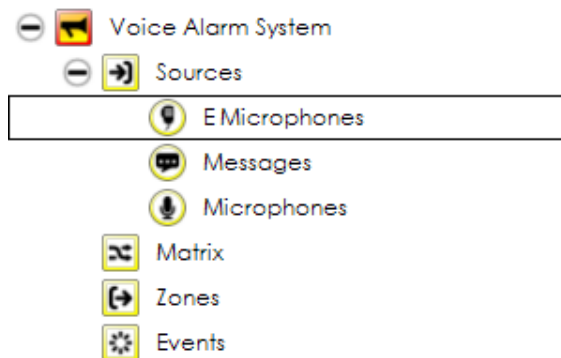 Voice Alarm System
Sources
E Microphones
Messages
Microphones
Matrix
Zones
Events